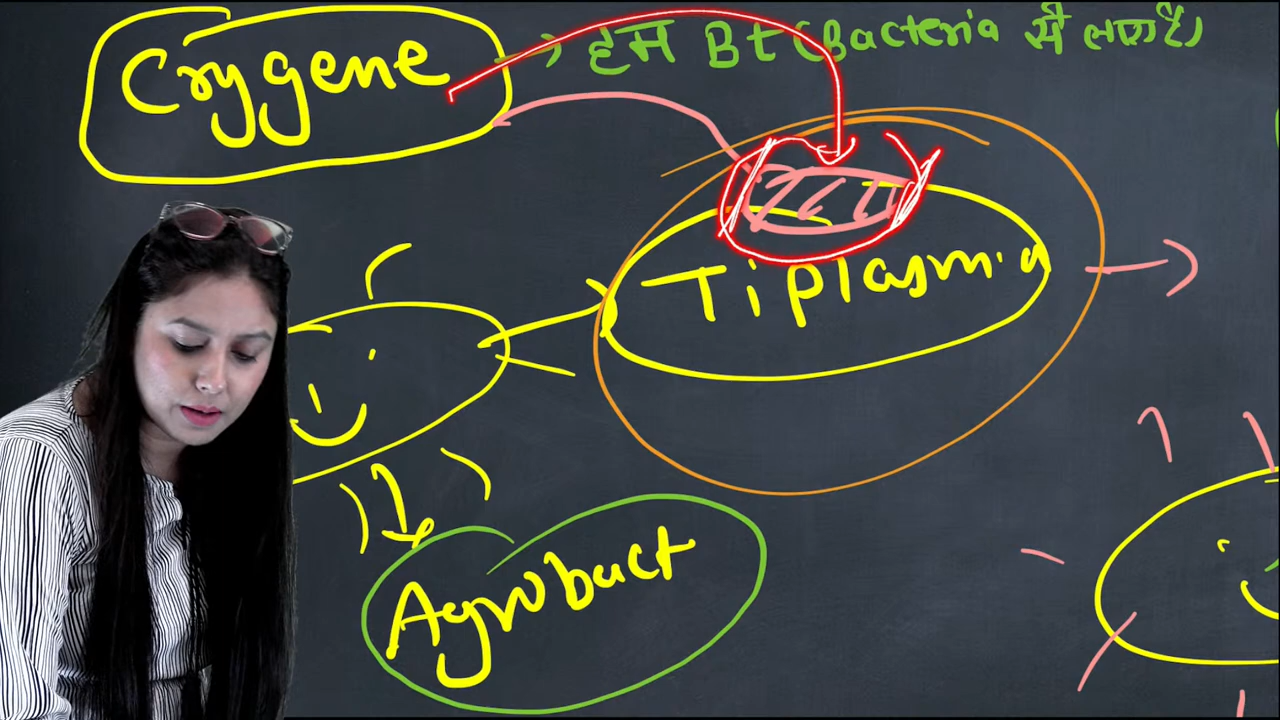 Crygene
हम Bt (Bacteria से लाते)
Tiplasmid
Agrobact